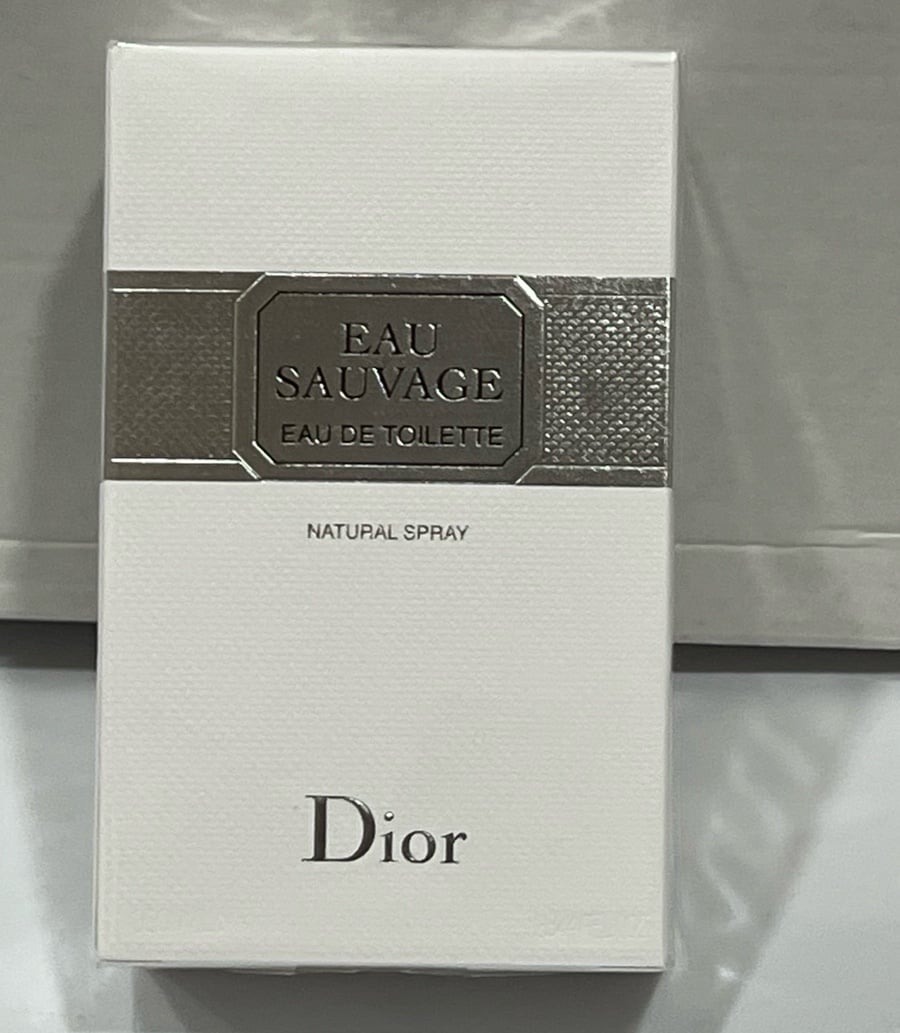 EAU
SAUVAGE
EAU DE TOILETTE
NATURAL SPRAY
Dior